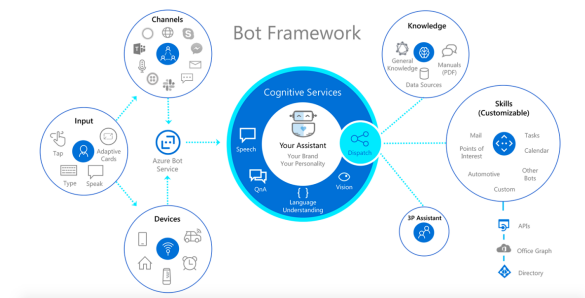 Bot Framework
Channels
Input
Tap
Adaptive
Cards
Type
Speak
Azure Bot
Service
Devices
Cognitive Services
Your Assistant
Your Brand
Your Personality
Speech
QnA
{ }
Language
Understanding
Vision
Dispatch
Knowledge
General
Knowledge
Manuals
(PDF)
Data Sources
Skills
(Customizable)
Mail
Tasks
Points of
Interest
Calendar
Automotive
Other
Bots
Custom
3P Assistant
APIs
Office Graph
Directory